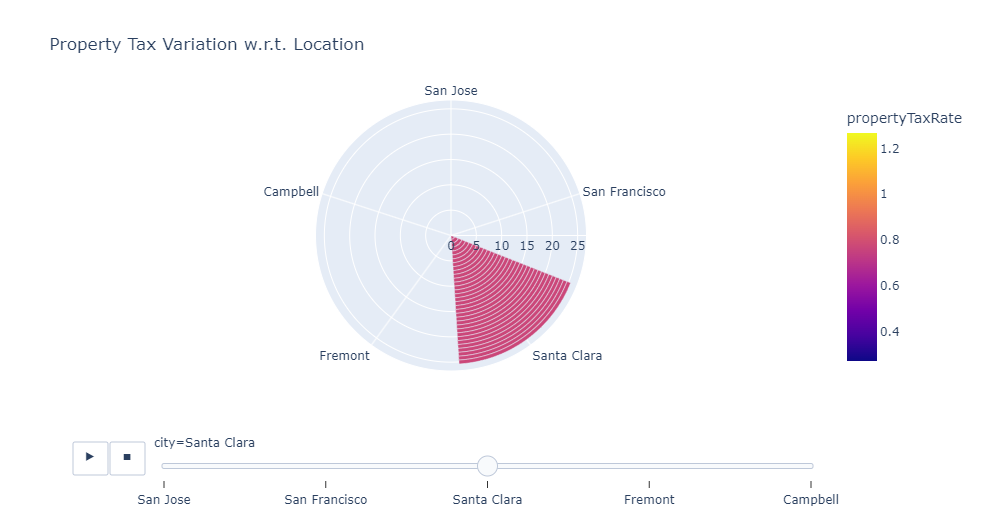 Property Tax Variation w.r.t. Location
San Jose
propertyTaxRate
1.2
Campbell
San Francisco
1
0 5 10 15 20 25
0.8
0.6
0.4
Fremont
Santa Clara
city=Santa Clara
San Jose
San Francisco
Santa Clara
Fremont
Campbell